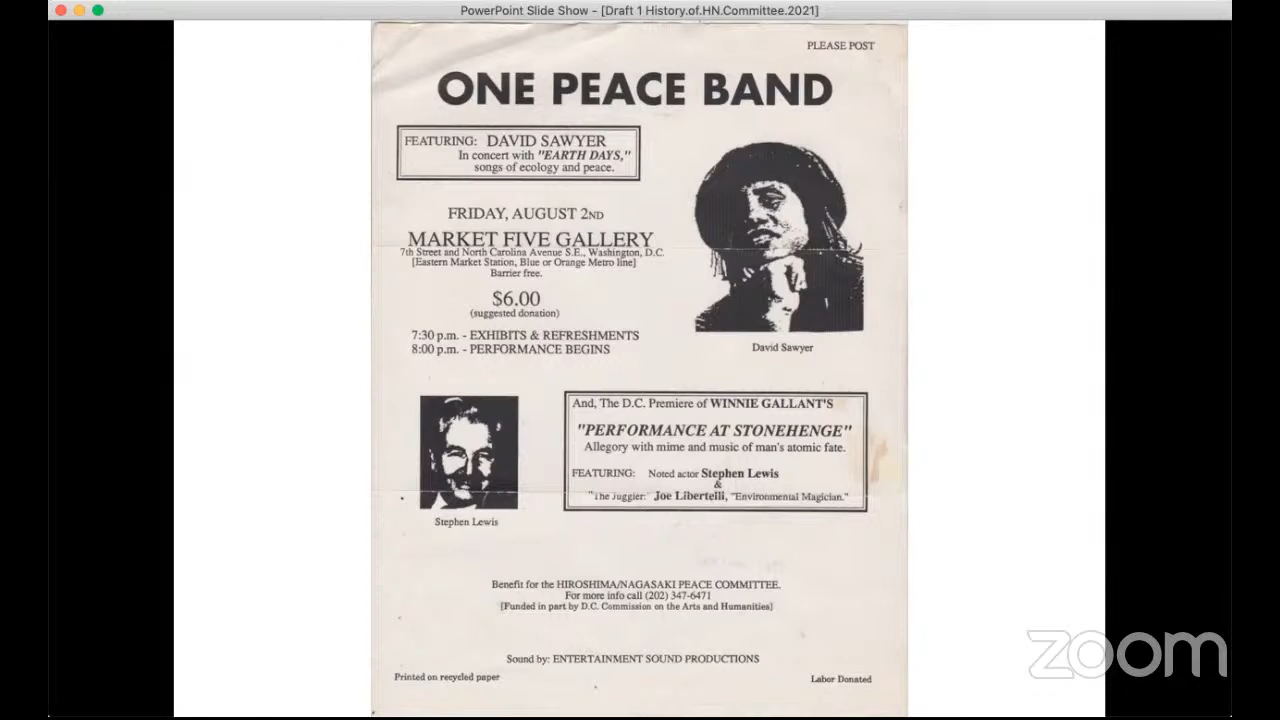 PowerPoint Slide Show - [Draft 1 History.of.HN.Committee.2021]
PLEASE POST
ONE PEACE BAND
FEATURING: DAVID SAWYER
In concert with "EARTH DAYS,"
songs of ecology and peace.
FRIDAY, AUGUST 2ND
MARKET FIVE GALLERY
7th Street and North Carolina Avenue S.E., Washington, D.C.
[Eastern Market Station, Blue or Orange Metro line]
Barrier free.
$6.00
(suggested donation)
7:30 p.m. - EXHIBITS & REFRESHMENTS
8:00 p.m. - PERFORMANCE BEGINS
David Sawyer
And, The D.C. Premiere of WINNIE GALLANT'S
"PERFORMANCE AT STONEHENGE"
Allegory with mime and music of man's atomic fate.
FEATURING: Noted actor Stephen Lewis
&
"The Juggler:" Joe Libertelli, "Environmental Magician."
Stephen Lewis
Benefit for the HIROSHIMA/NAGASAKI PEACE COMMITTEE.
For more info call (202) 347-6471
[Funded in part by D.C. Commission on the Arts and Humanities]
Sound by: ENTERTAINMENT SOUND PRODUCTIONS
Printed on recycled paper
Labor Donated
zoom